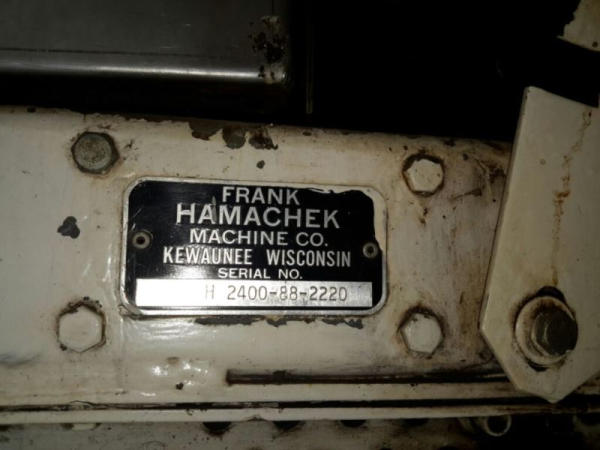 FRANK
HAMACHEK
MACHINE CO.
KEWAUNEE WISCONSIN
SERIAL NO.
H 2400-88-2220